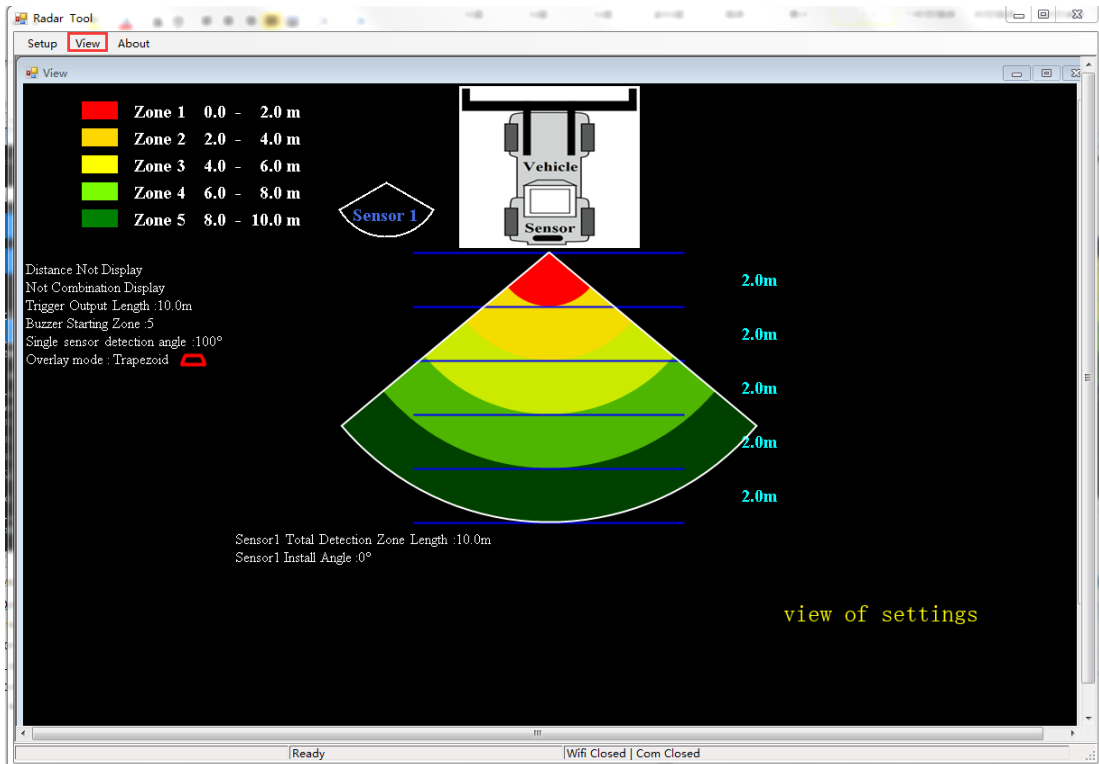 Radar Tool
Setup View About
View
Zone 1 0.0 - 2.0 m
Zone 2 2.0 - 4.0 m
Zone 3 4.0 - 6.0 m
Zone 4 6.0 - 8.0 m
Zone 5 8.0 - 10.0 m
Sensor 1
Vehicle
Sensor
Distance Not Display
Not Combination Display
Trigger Output Length :10.0m
Buzzer Starting Zone :5
Single sensor detection angle :100°
Overlay mode : Trapezoid
2.0m
2.0m
2.0m
2.0m
2.0m
Sensor1 Total Detection Zone Length :10.0m
Sensor1 Install Angle :0°
view of settings
Ready
Wifi Closed | Com Closed